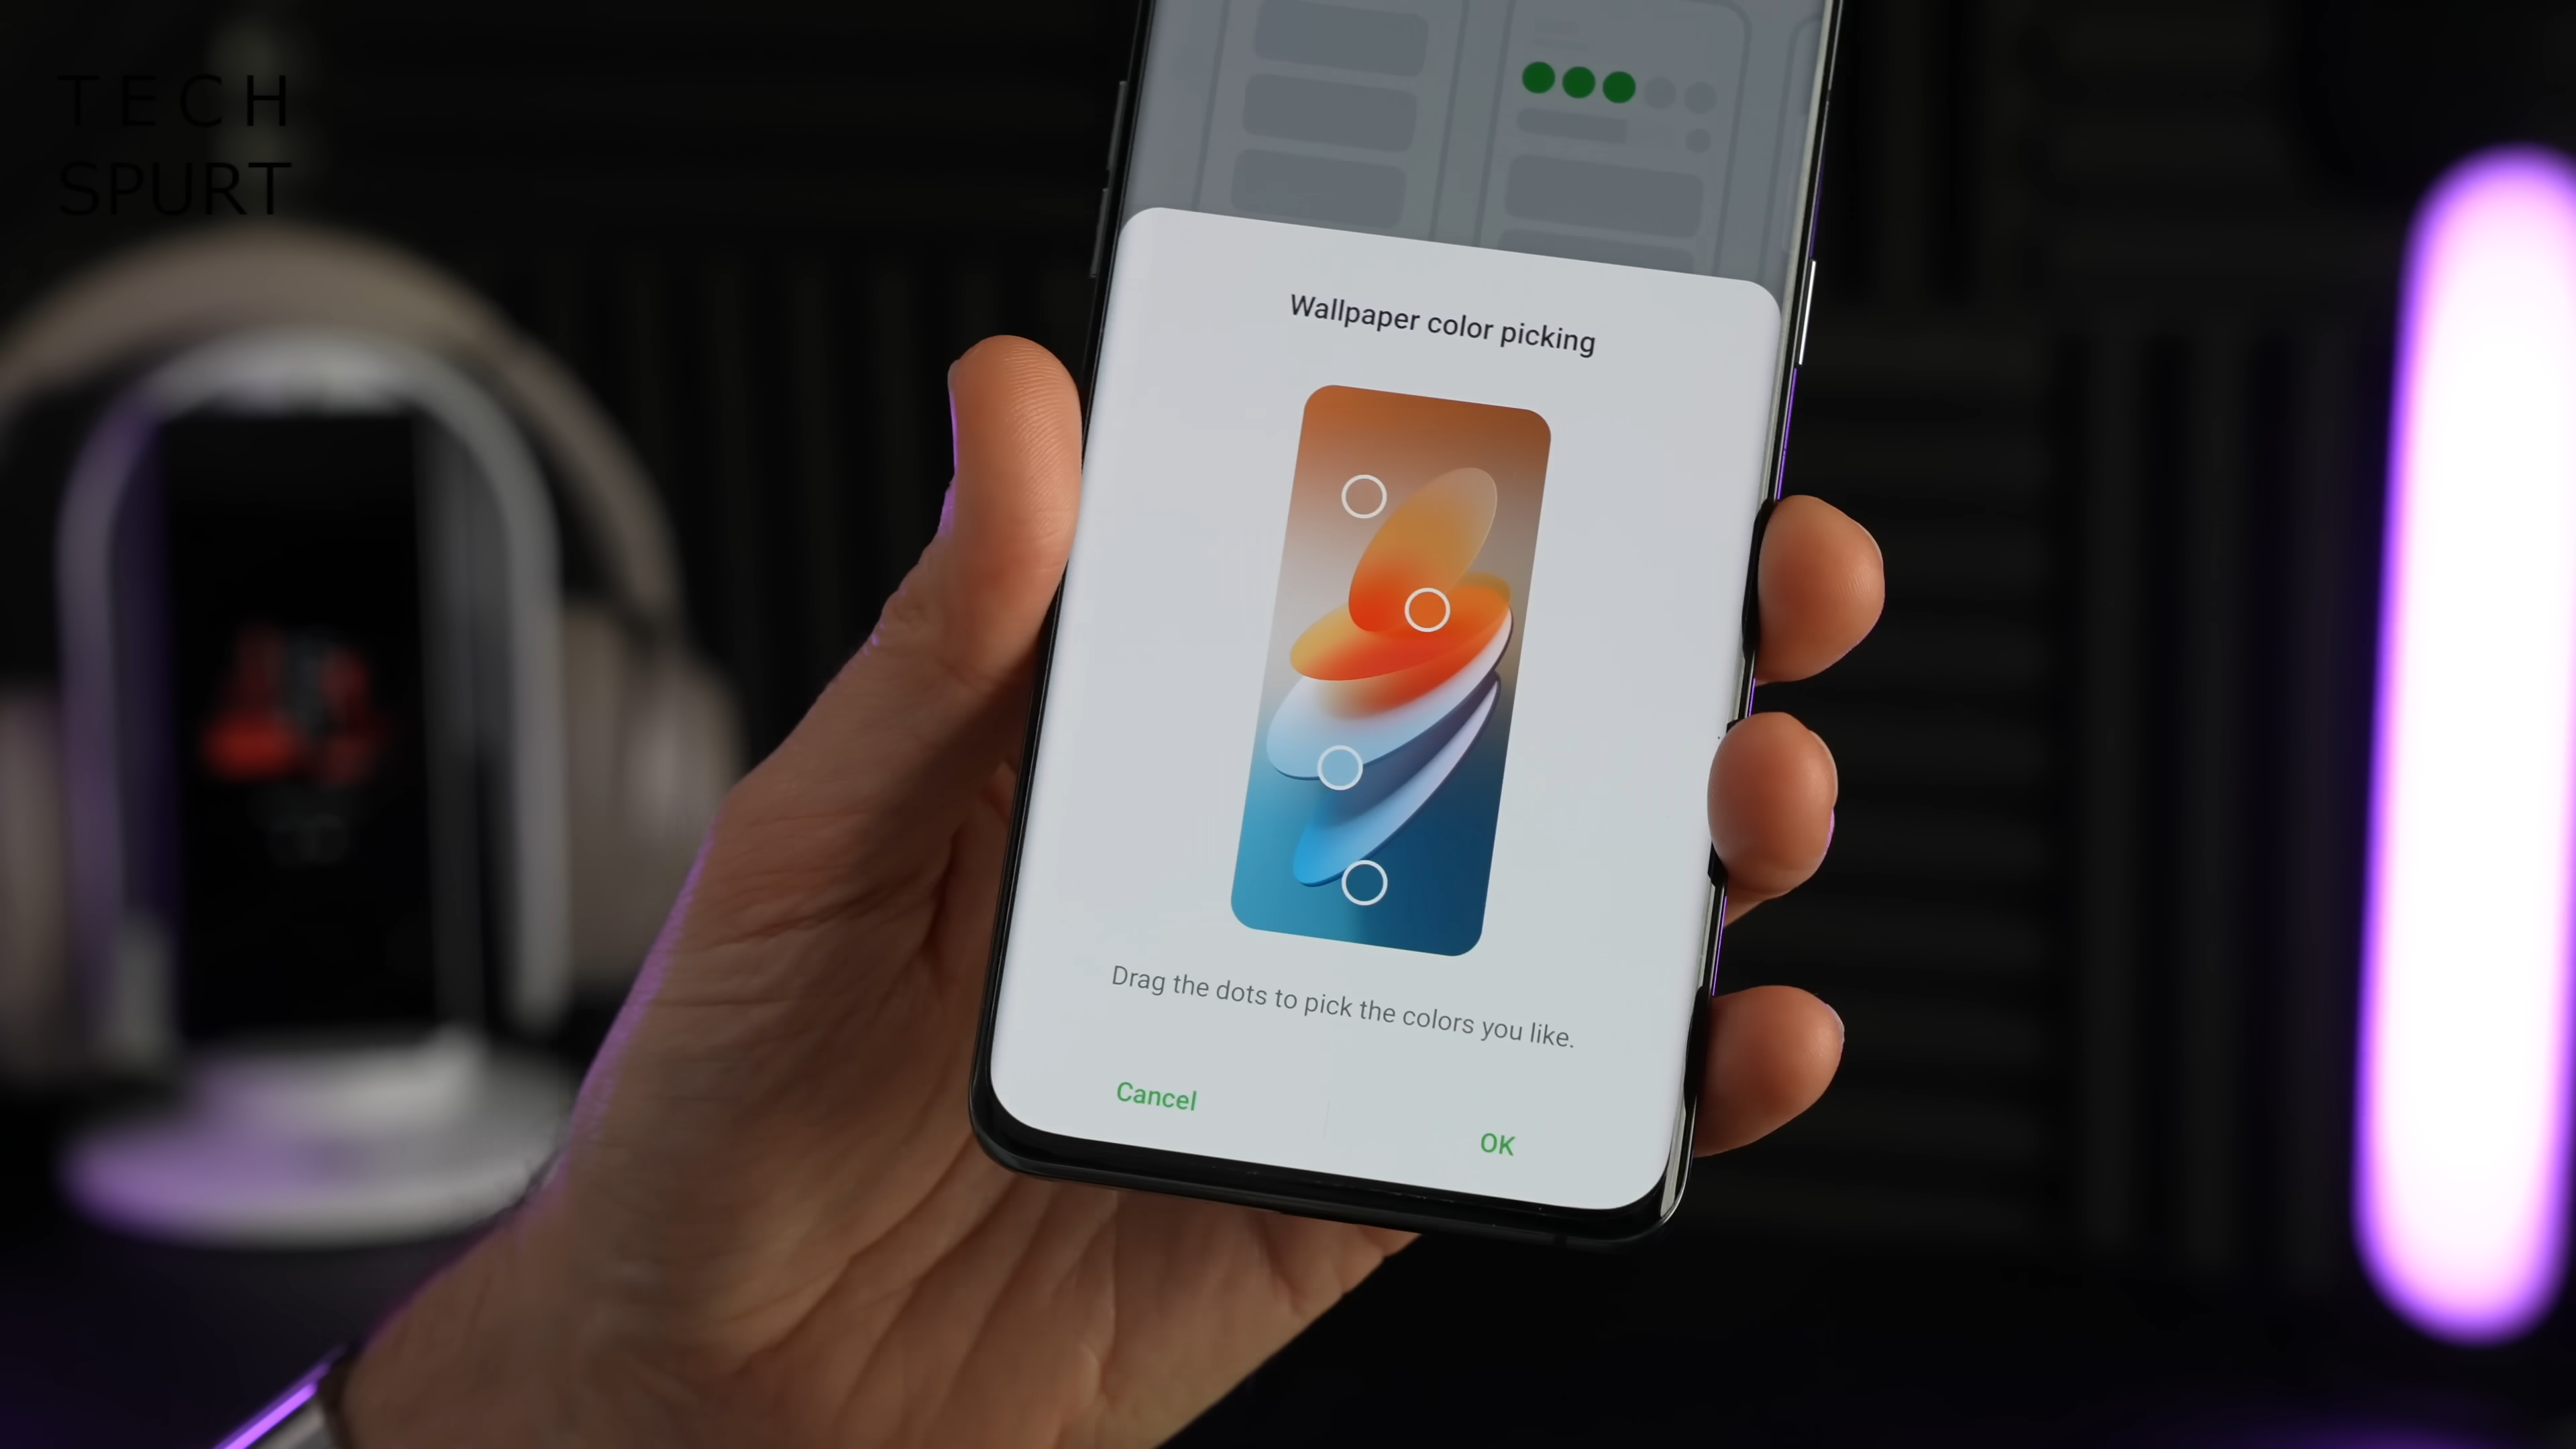 TECH
SPURT
Wallpaper color picking
Drag the dots to pick the colors you like.
Cancel
OK